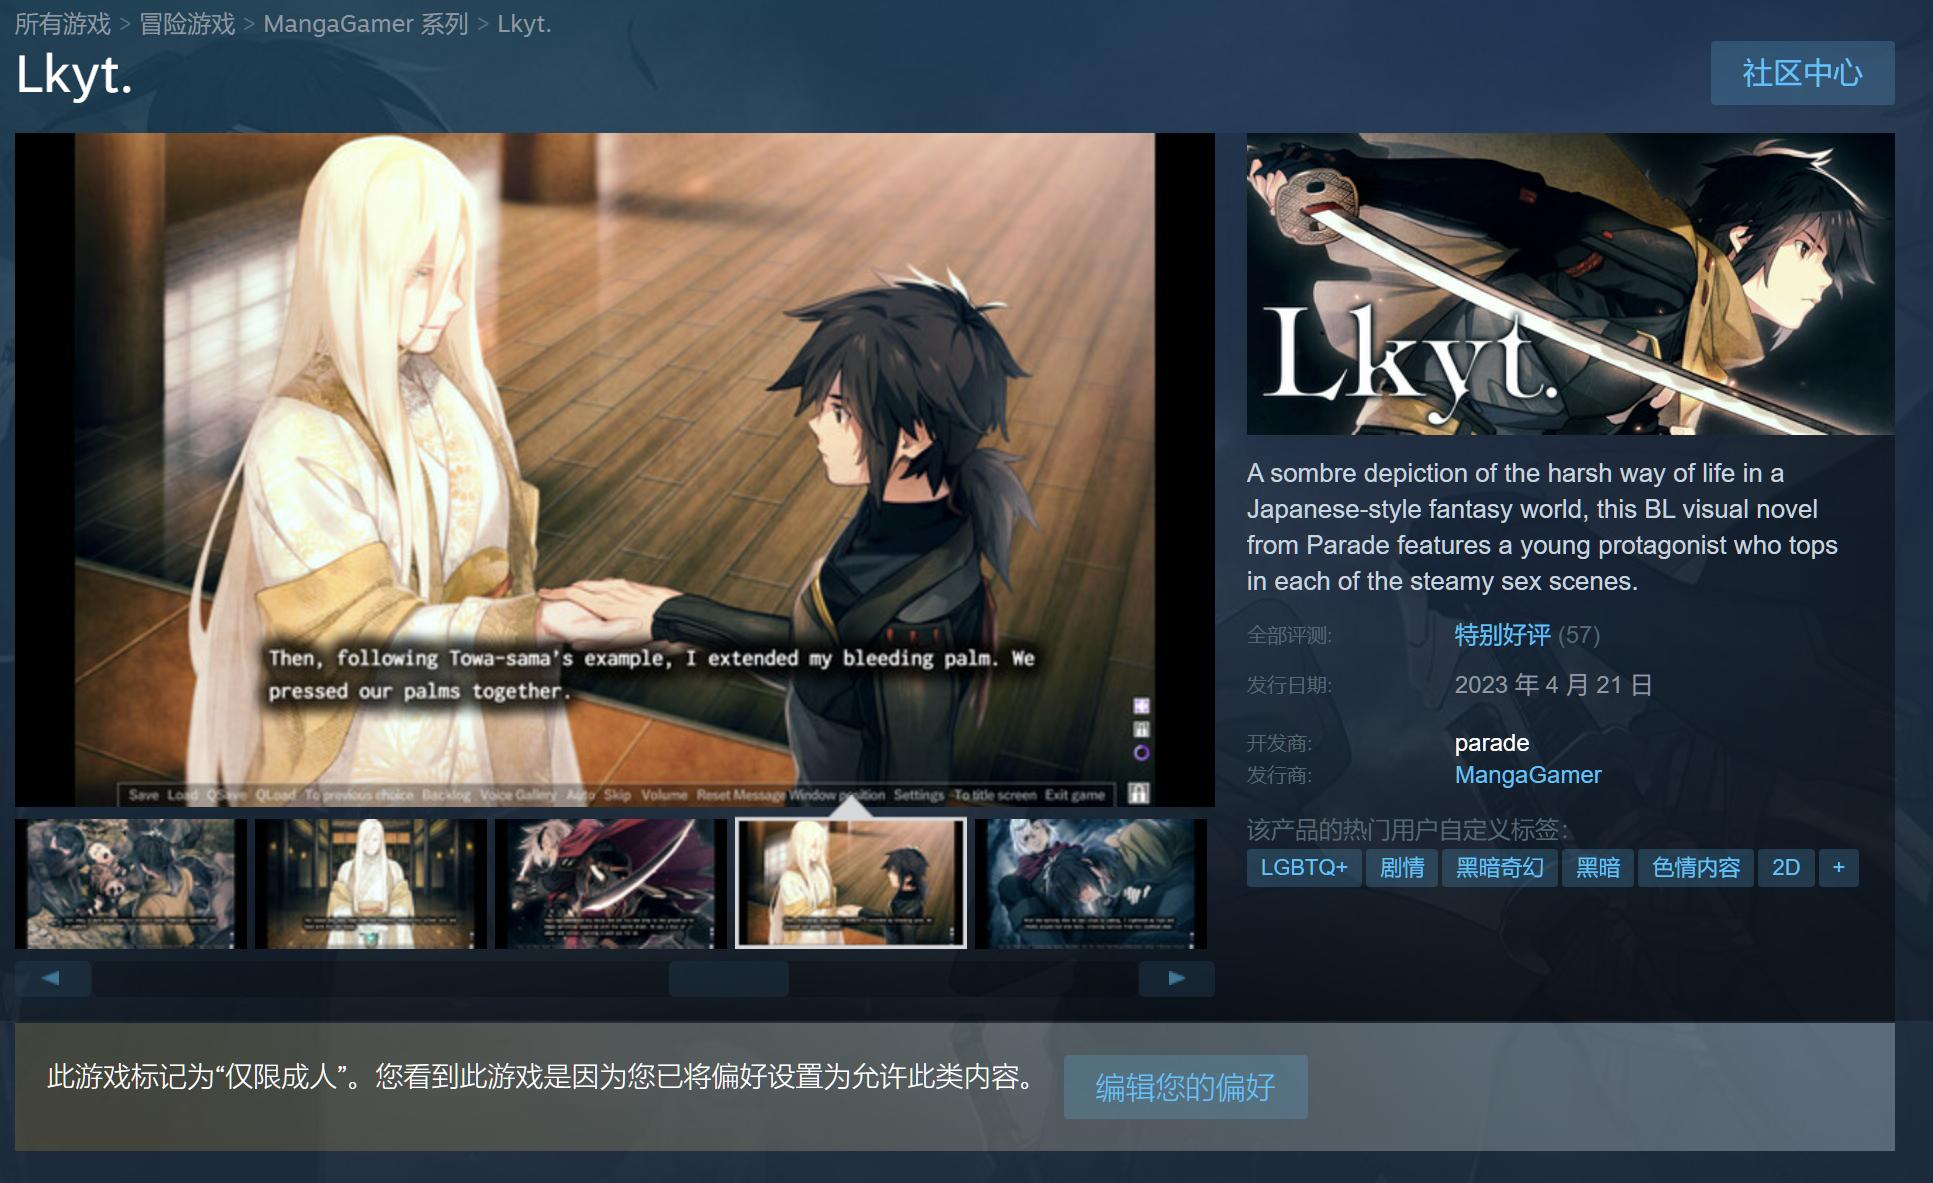 所有游戏 > 冒险游戏 > MangaGamer 系列 > Lkyt.
Lkyt.
社区中心
Then, following Towa-sama's example, I extended my bleeding palm. We
pressed our palms together.
Save Load QSave QLoad To previous choice Backlog Voice Gallery Auto Skip Volume Reset Message Window position Settings To title screen Exit game
Lkyt.
A sombre depiction of the harsh way of life in a
Japanese-style fantasy world, this BL visual novel
from Parade features a young protagonist who tops
in each of the steamy sex scenes.
全部评测: 特别好评 (57)
发行日期: 2023 年 4 月 21 日
开发商: parade
发行商: MangaGamer
该产品的热门用户自定义标签:
LGBTQ+ 剧情 黑暗奇幻 黑暗 色情内容 2D +
此游戏标记为“仅限成人”。您看到此游戏是因为您已将偏好设置为允许此类内容。 编辑您的偏好